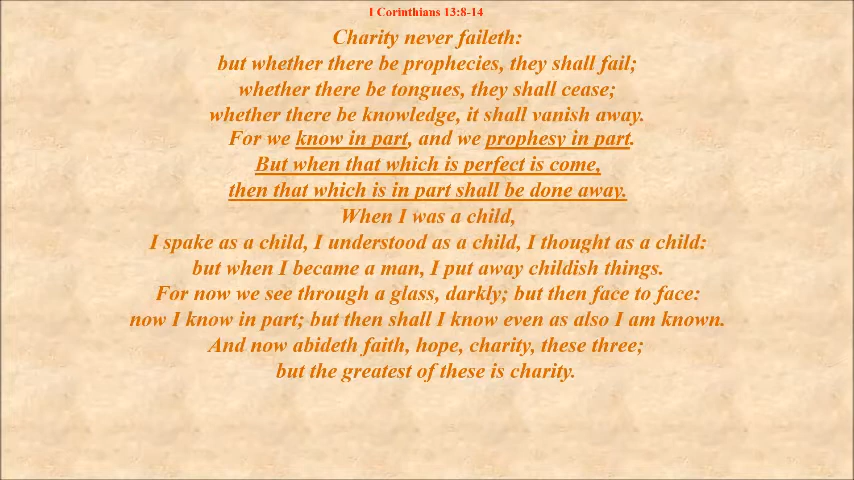 I Corinthians 13:8-14
Charity never faileth:
but whether there be prophecies, they shall fail;
whether there be tongues, they shall cease;
whether there be knowledge, it shall vanish away.
For we know in part, and we prophesy in part.
But when that which is perfect is come,
then that which is in part shall be done away.
When I was a child,
I spake as a child, I understood as a child, I thought as a child:
but when I became a man, I put away childish things.
For now we see through a glass, darkly; but then face to face:
now I know in part; but then shall I know even as also I am known.
And now abideth faith, hope, charity, these three;
but the greatest of these is charity.